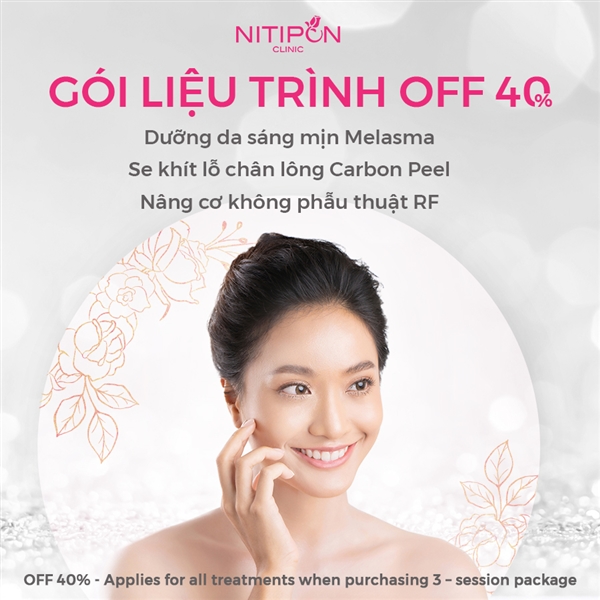 NITIPON
CLINIC
GÓI LIỆU TRÌNH OFF 40%
Dưỡng da sáng mịn Melasma
Se khít lỗ chân lông Carbon Peel
Nâng cơ không phẫu thuật RF
OFF 40% - Applies for all treatments when purchasing 3 – session package